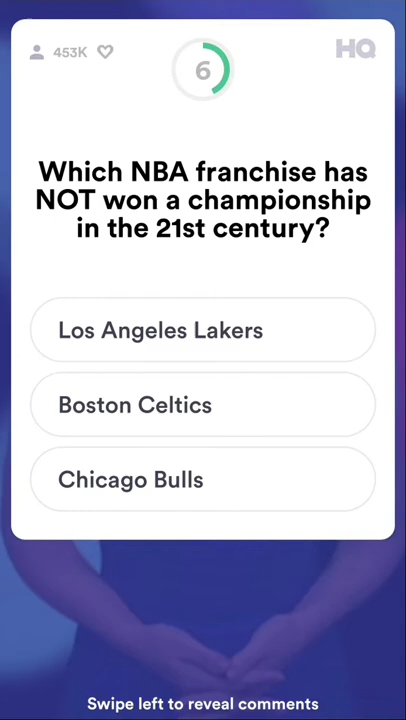 453K
6
HQ
Which NBA franchise has
NOT won a championship
in the 21st century?
Los Angeles Lakers
Boston Celtics
Chicago Bulls
Swipe left to reveal comments